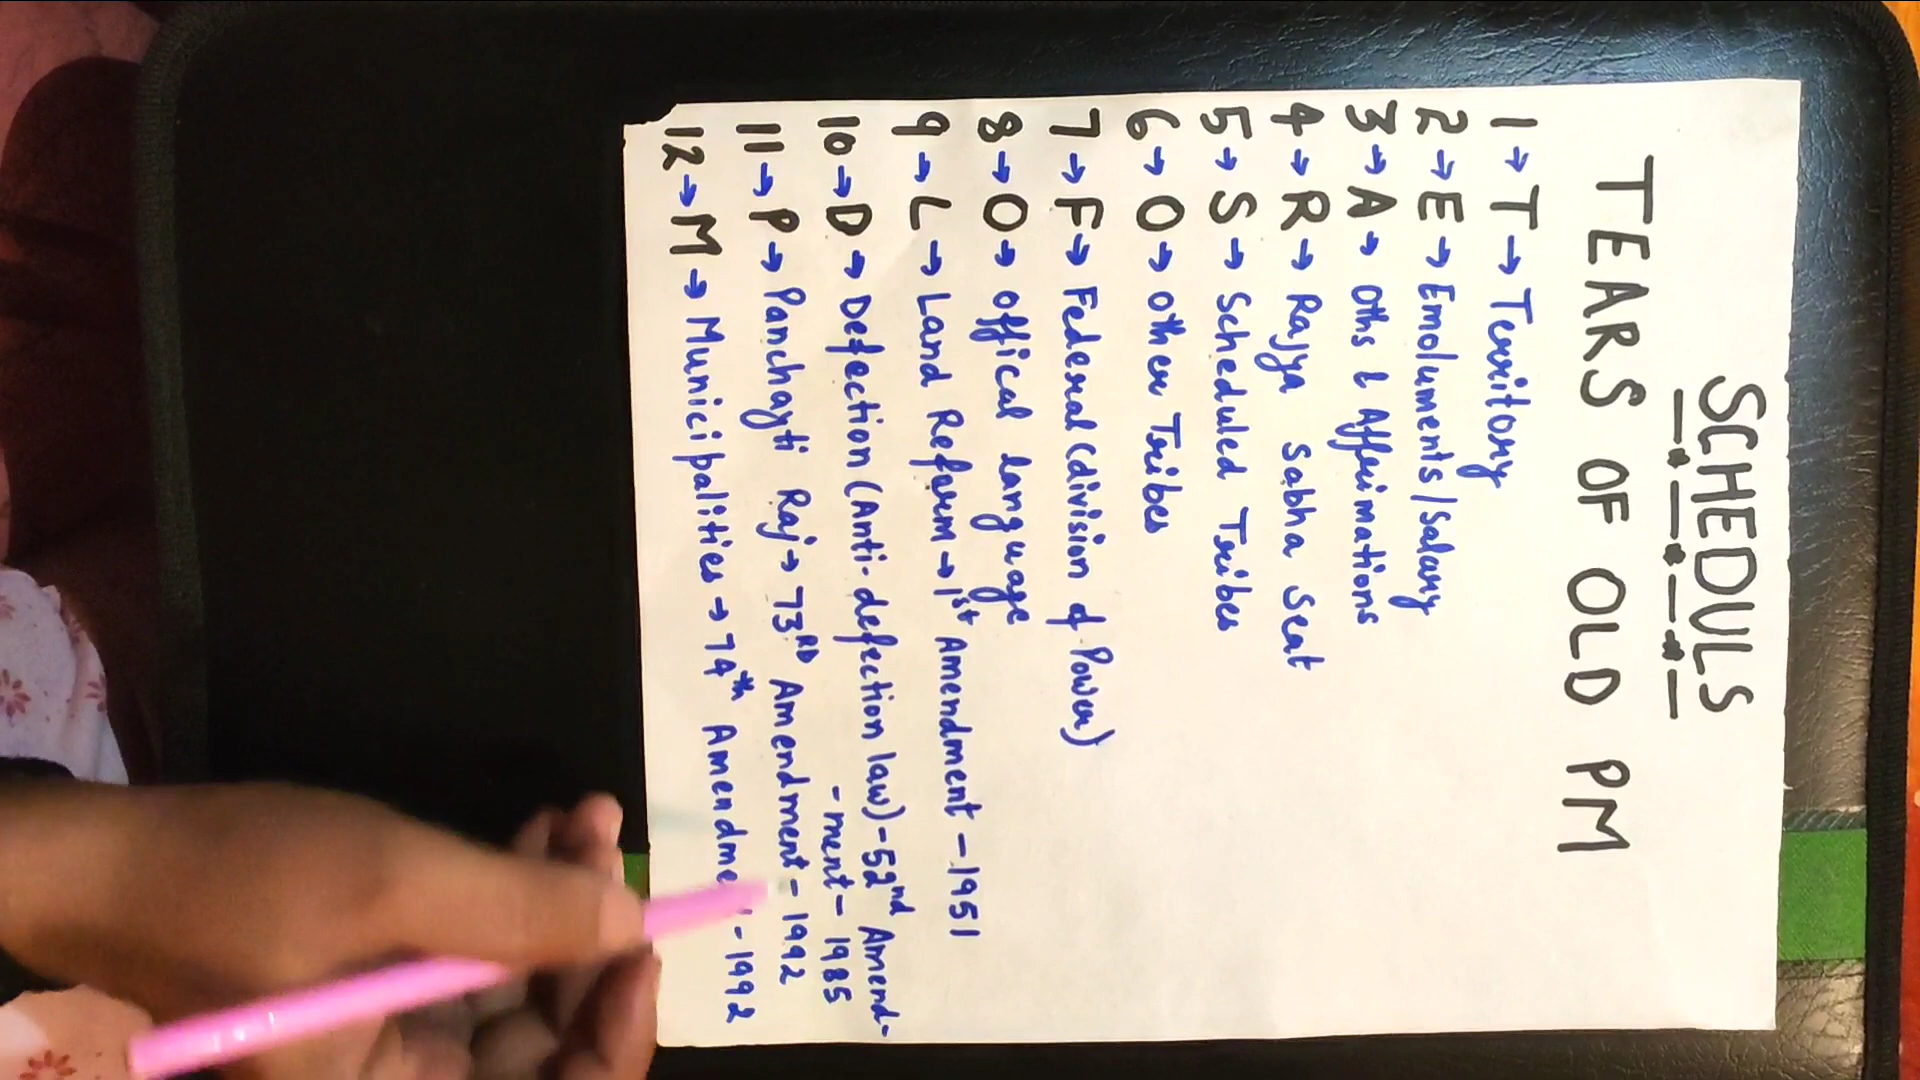 SCHEDULS
TEARS OF OLD PM
1→ T → Territory
2→ E → Emoluments/Salary
3→ A→ Oths & Affirimations
4→ R→ Rajya Sabha Seat
5→ S→ Scheduled Tribes
6→ O→ Other Tribes
7→ F→ Federal (division of Power)
8→ O→ Offical language
9→ L→ Land Reform→1st Amendment-1951
10→ D→ Defection (Anti-defection law)-52nd Amend-
-ment-1985
11→ P→ Panchayti Raj→73RD Amendment-1992
12→ M→ Municipalities→74th Amendme -1992